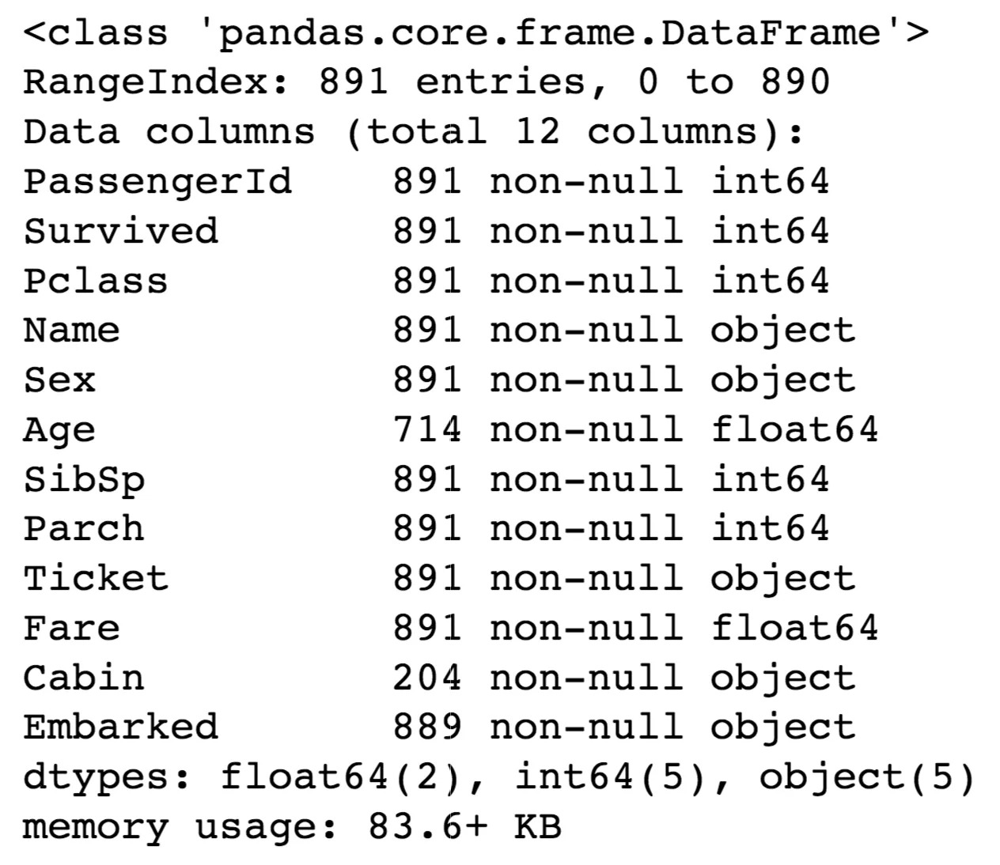 <class 'pandas.core.frame.DataFrame'>
RangeIndex: 891 entries, 0 to 890
Data columns (total 12 columns):
PassengerId    891 non-null int64
Survived       891 non-null int64
Pclass         891 non-null int64
Name           891 non-null object
Sex            891 non-null object
Age            714 non-null float64
SibSp          891 non-null int64
Parch          891 non-null int64
Ticket         891 non-null object
Fare           891 non-null float64
Cabin          204 non-null object
Embarked       889 non-null object
dtypes: float64(2), int64(5), object(5)
memory usage: 83.6+ KB